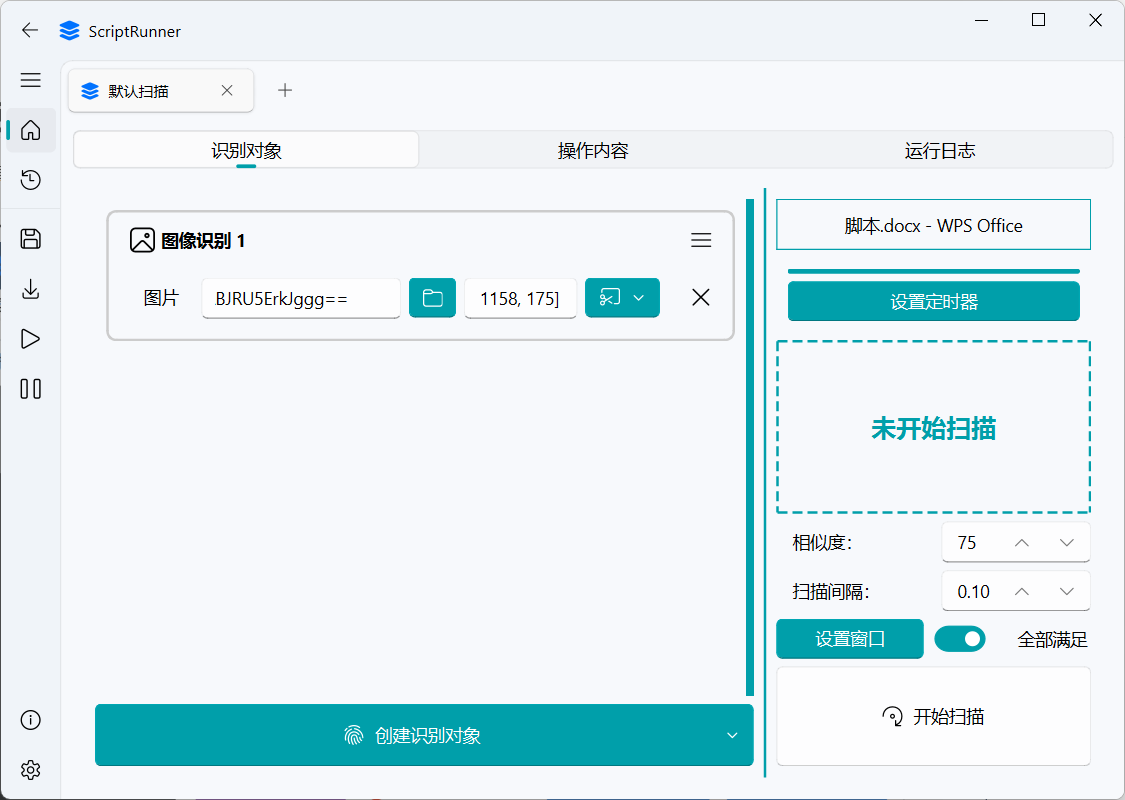 ScriptRunner
默认扫描
识别对象
操作内容
运行日志
图像识别 1
图片
BJRU5ErkJggg==
1158, 175]
脚本.docx - WPS Office
设置定时器
未开始扫描
相似度:
75
扫描间隔:
0.10
设置窗口
全部满足
开始扫描
创建识别对象